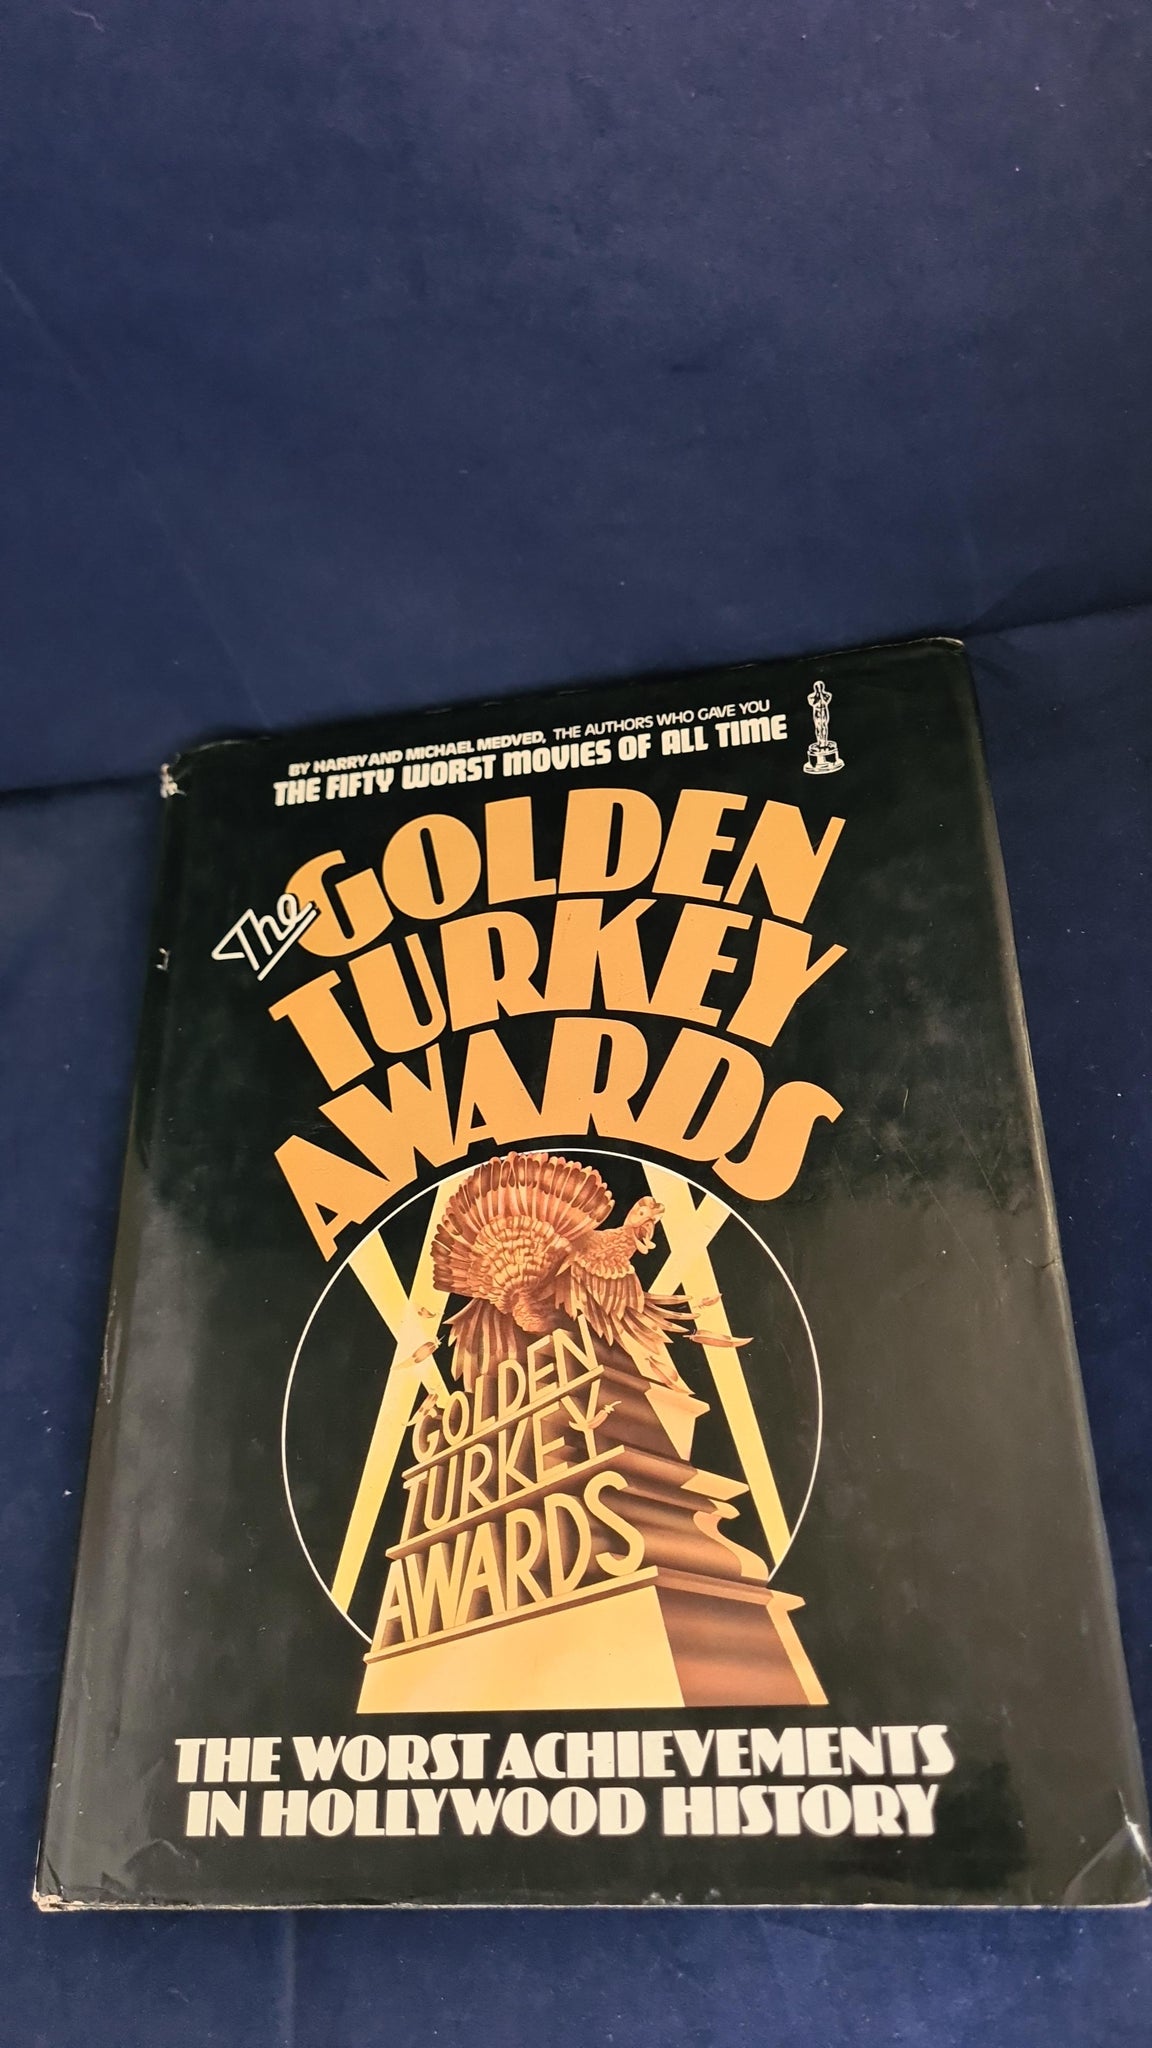 BY HARRY AND MICHAEL MEDVED, THE AUTHORS WHO GAVE YOU
THE FIFTY WORST MOVIES OF ALL TIME
The GOLDEN
TURKEY
AWARDS
GOLDEN
TURKEY
AWARDS
THE WORST ACHIEVEMENTS
IN HOLLYWOOD HISTORY